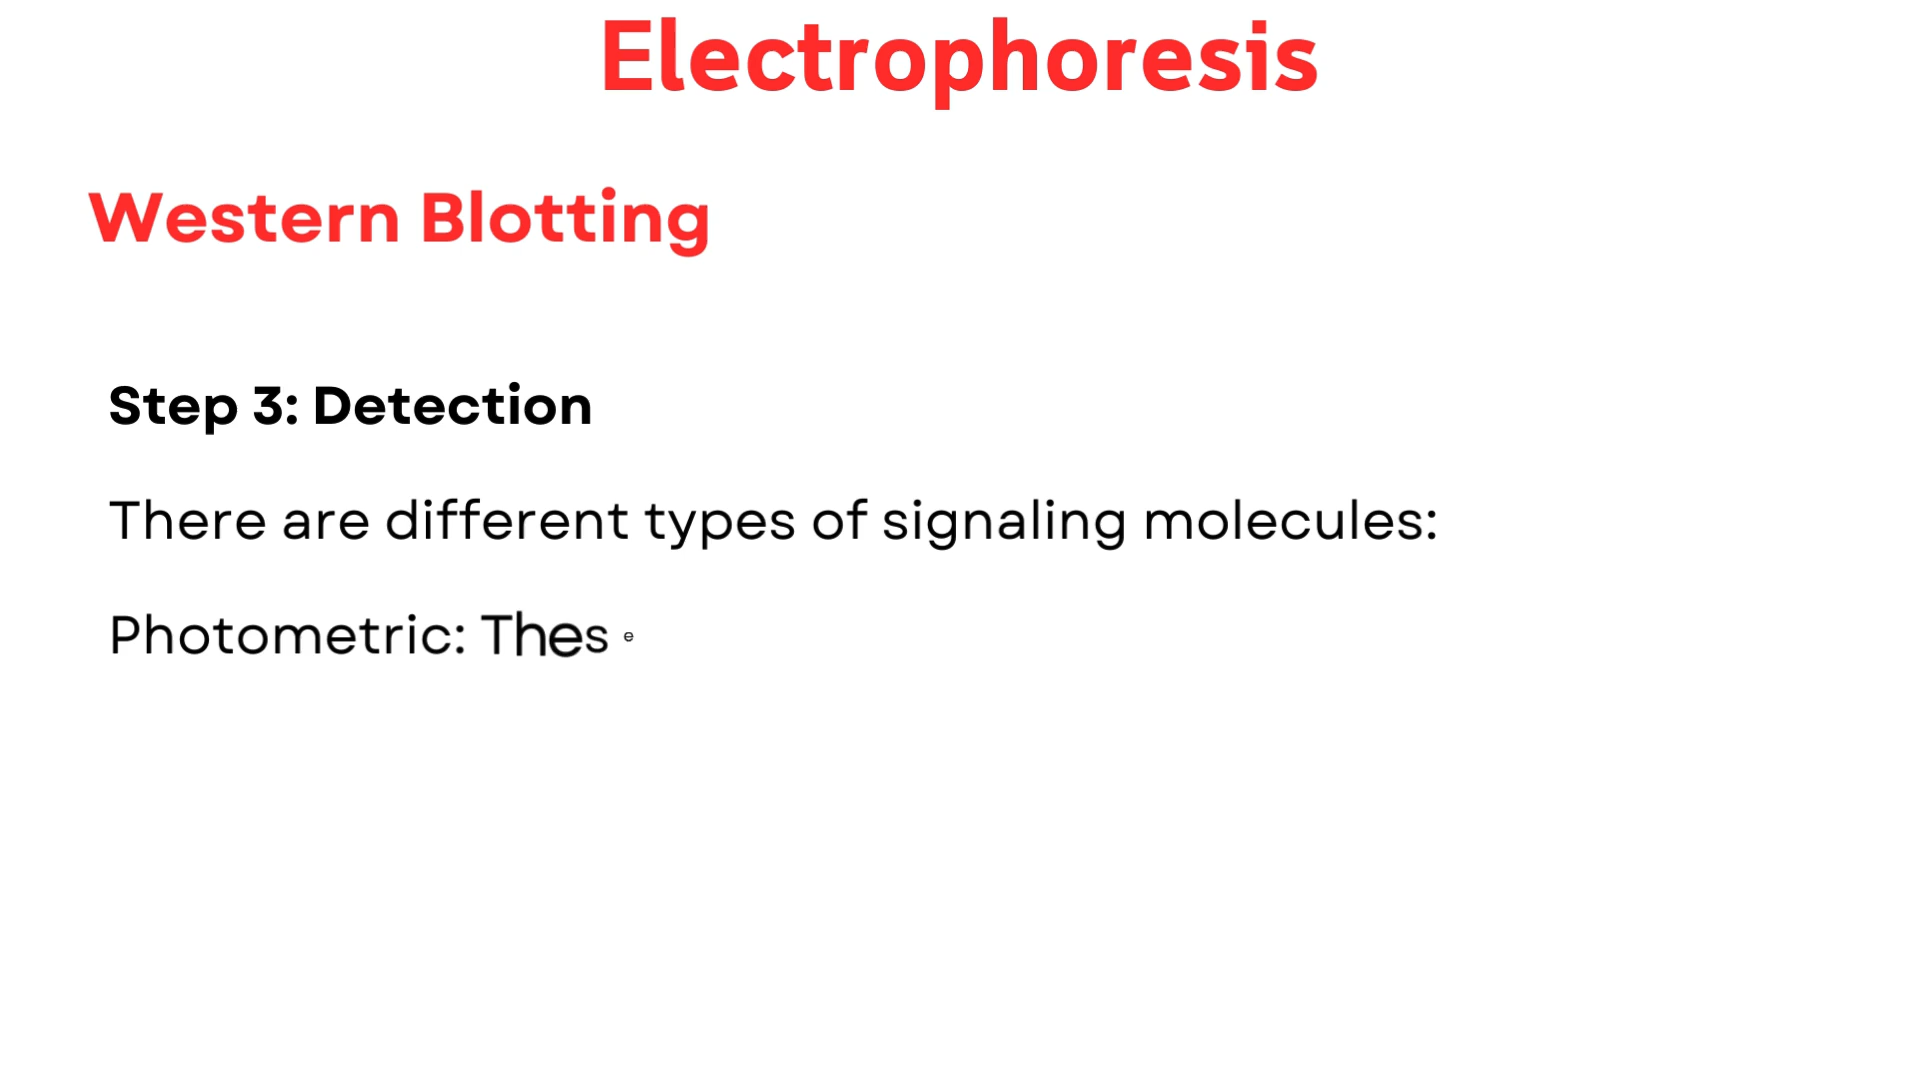 Electrophoresis
Western Blotting
Step 3: Detection
There are different types of signaling molecules:
Photometric: These